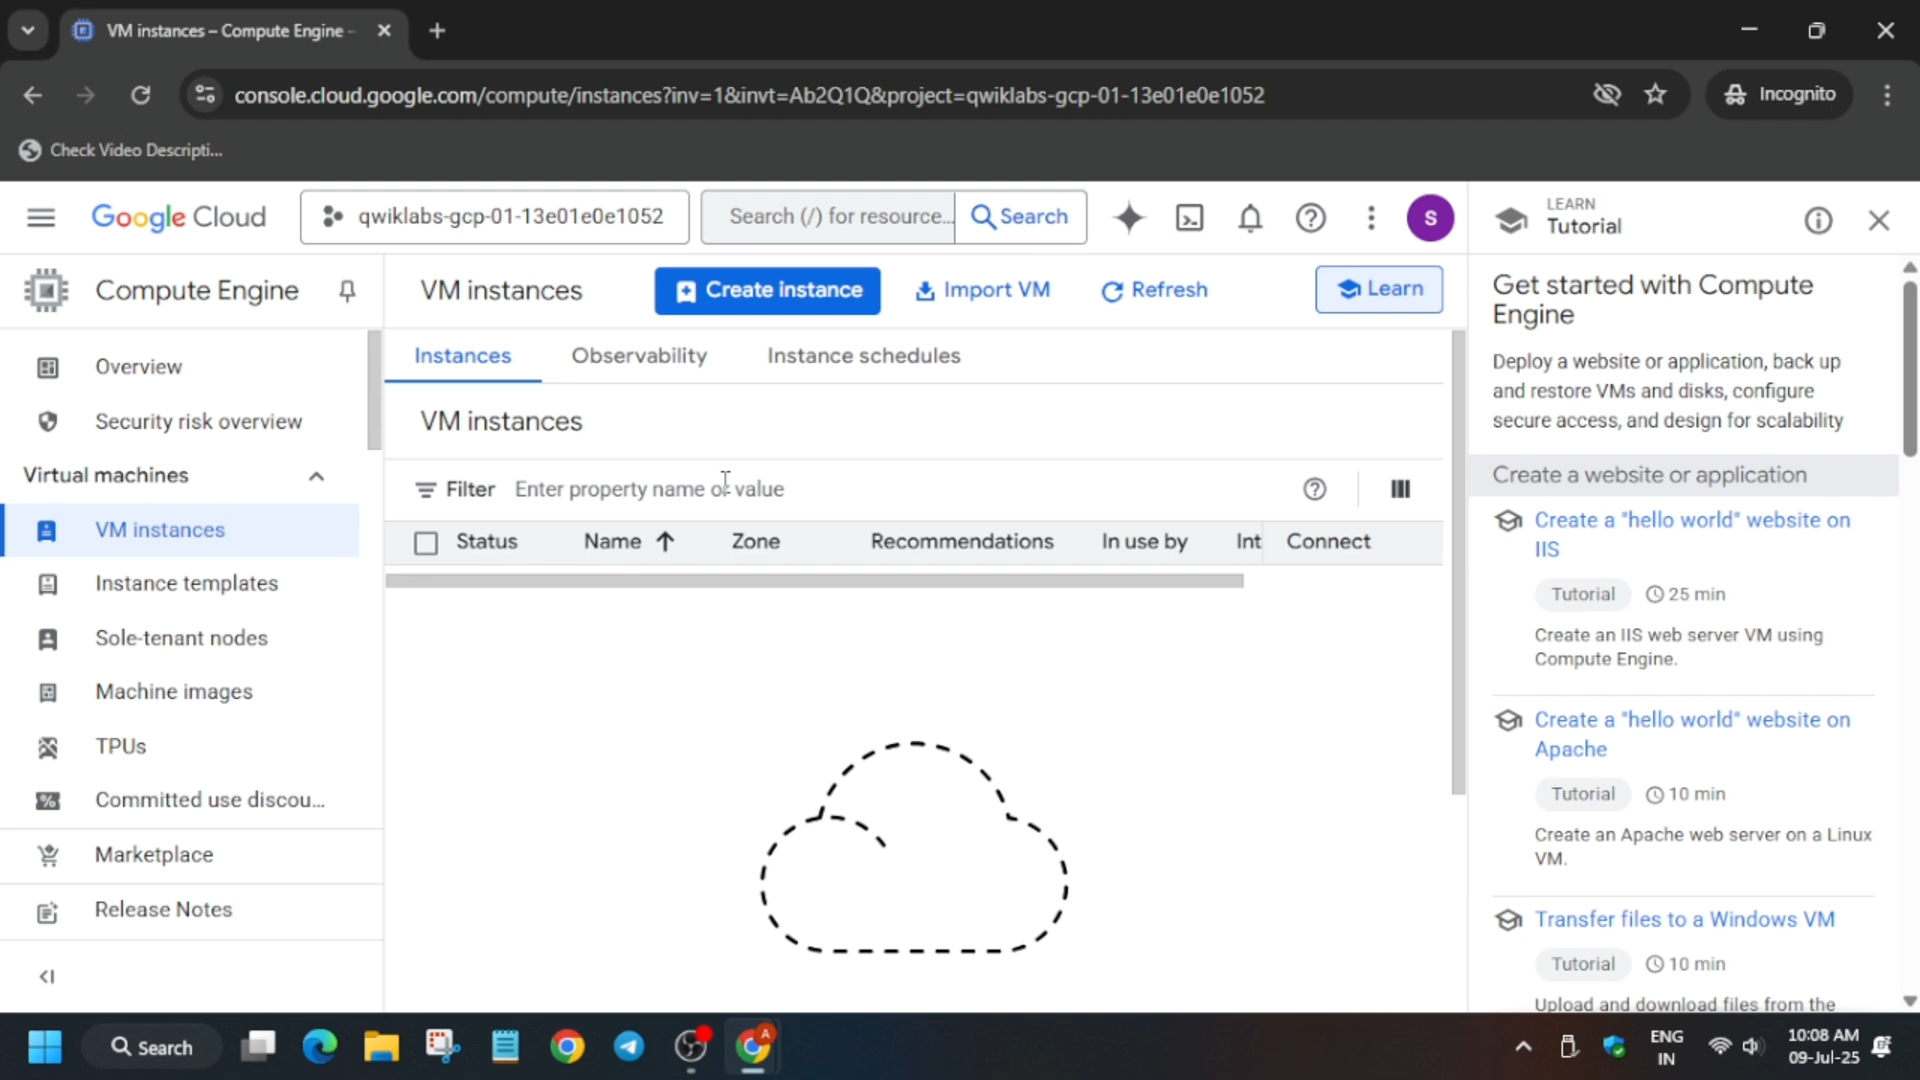 VM instances – Compute Engine -
console.cloud.google.com/compute/instances?inv=1&invt=Ab2Q1Q&project=qwiklabs-gcp-01-13e01e0e1052
Incognito
Check Video Descripti...
Google Cloud
qwiklabs-gcp-01-13e01e0e1052
Search (/) for resource...
Search
S
LEARN
Tutorial
Compute Engine
VM instances
Create instance
Import VM
Refresh
Learn
Get started with Compute
Engine
Deploy a website or application, back up
and restore VMs and disks, configure
secure access, and design for scalability
Overview
Security risk overview
Virtual machines
VM instances
Instance templates
Sole-tenant nodes
Machine images
TPUs
Committed use discou...
Marketplace
Release Notes
Instances
Observability
Instance schedules
VM instances
Filter
Enter property name or value
Status
Name
Zone
Recommendations
In use by
Int
Connect
Create a website or application
Create a "hello world" website on
IIS
Tutorial
25 min
Create an IIS web server VM using
Compute Engine.
Create a "hello world" website on
Apache
Tutorial
10 min
Create an Apache web server on a Linux
VM.
Transfer files to a Windows VM
Tutorial
10 min
Upload and download files from the
Search
A
ENG
IN
10:08 AM
09-Jul-25